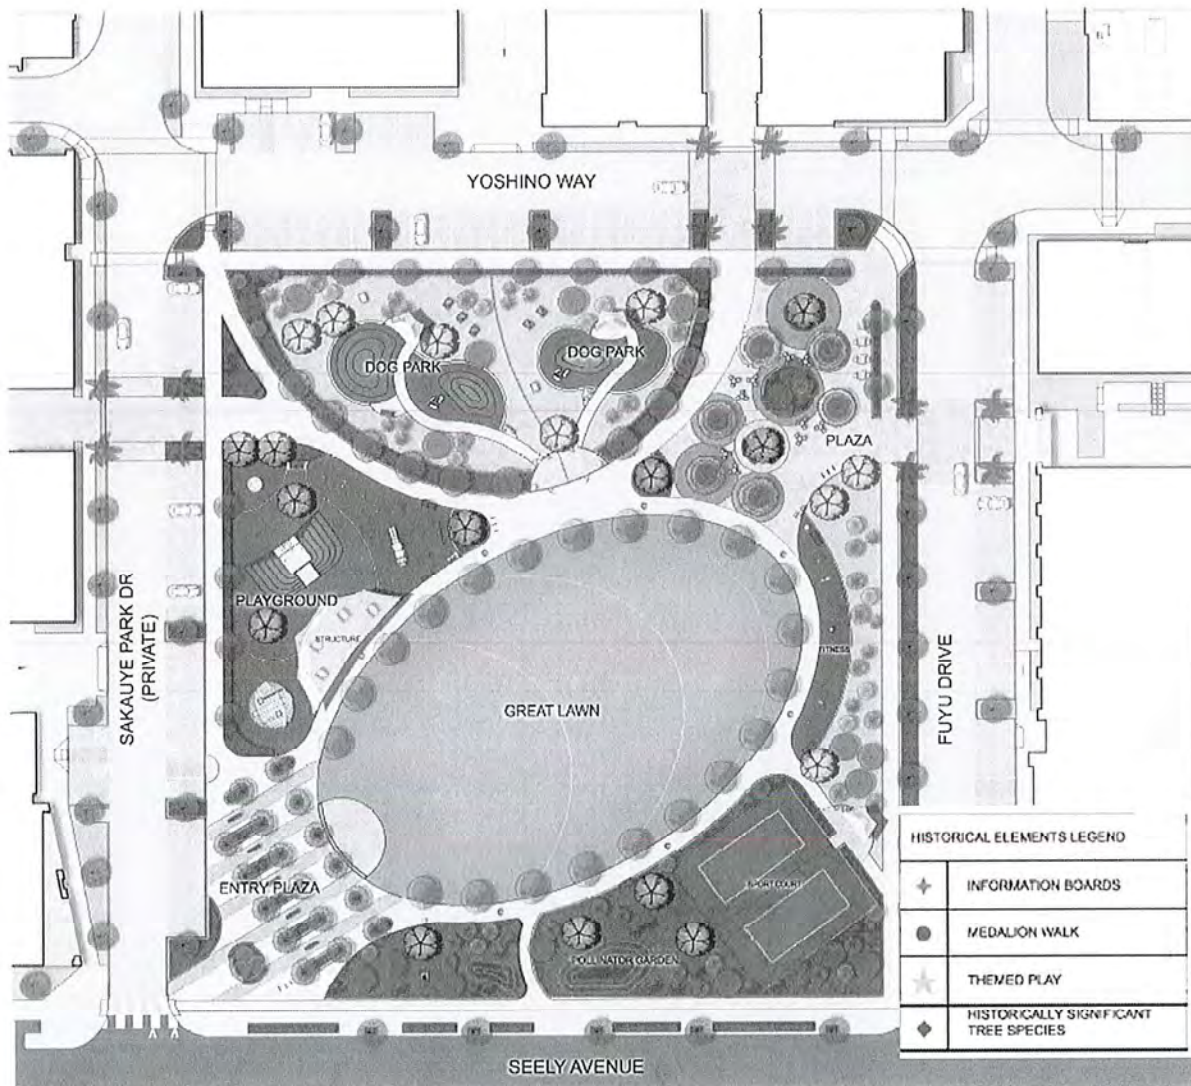 YOSHINO WAY
DOG PARK
DOG PARK
PLAZA
PLAYGROUND
STRUCTURE
SAKAUYE PARK DR
(PRIVATE)
FITNESS
GREAT LAWN
FUYU DRIVE
ENTRY PLAZA
SPORT COURT
POLLINATOR GARDEN
SEELY AVENUE
HISTORICAL ELEMENTS LEGEND
INFORMATION BOARDS
MEDALION WALK
THEMED PLAY
HISTORICALLY SIGNIFICANT
TREE SPECIES